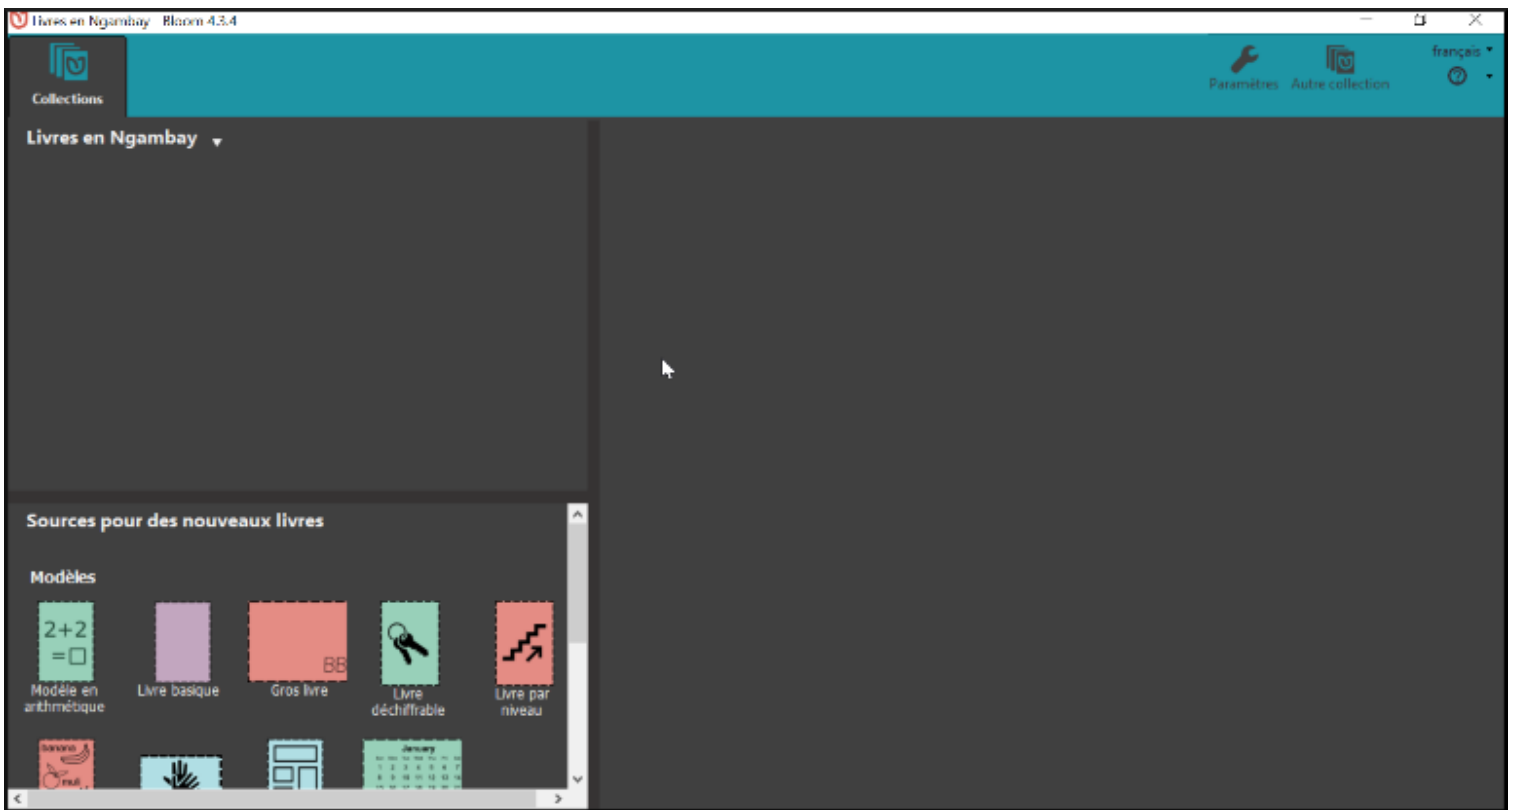 Livres en Ngambay - Bloom 4.3.4
Collections
Paramètres
Autre collection
français
Livres en Ngambay
Sources pour des nouveaux livres
Modèles
2+2
=□
BB
Modèle en
arithmétique
Livre basique
Gros livre
Livre
déchiffrable
Livre par
niveau
banana
January